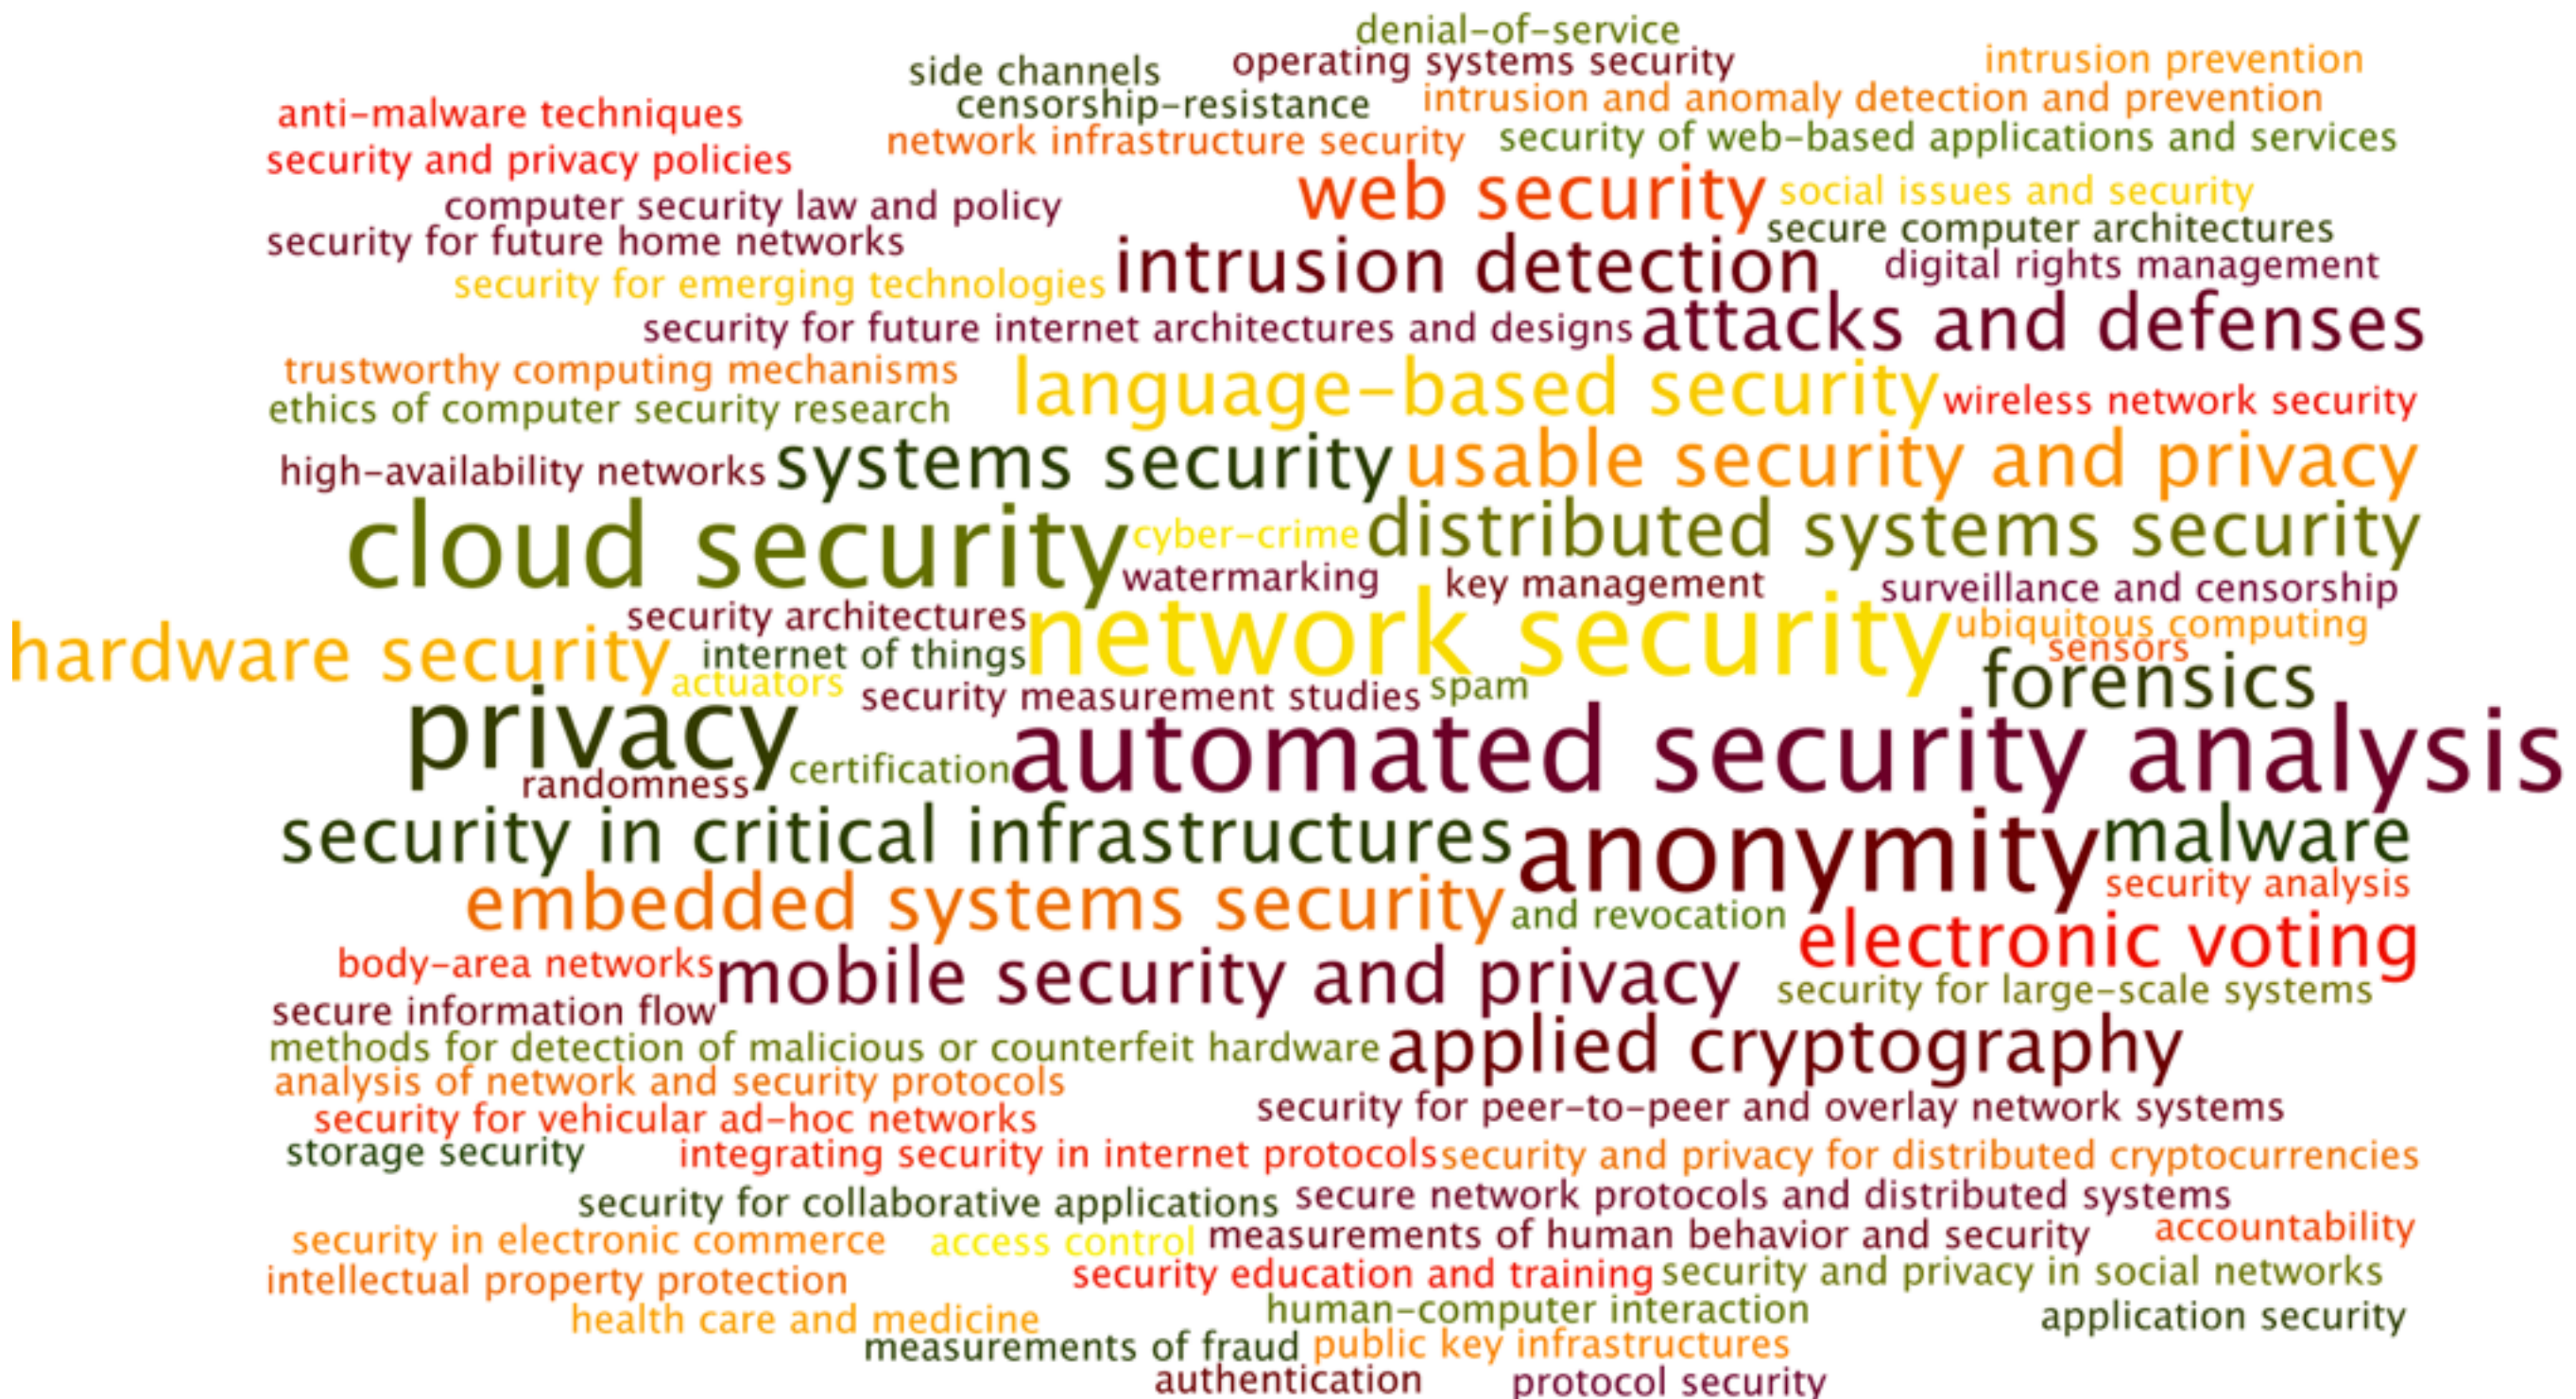 denial-of-service
side channels
operating systems security
intrusion prevention
censorship-resistance
intrusion and anomaly detection and prevention
anti-malware techniques
network infrastructure security
security of web-based applications and services
security and privacy policies
web security
social issues and security
computer security law and policy
secure computer architectures
security for future home networks
intrusion detection
digital rights management
security for emerging technologies
security for future internet architectures and designs
attacks and defenses
trustworthy computing mechanisms
language-based security
wireless network security
ethics of computer security research
high-availability networks
systems security
usable security and privacy
cloud security
cyber-crime
distributed systems security
watermarking
key management
surveillance and censorship
security architectures
network security
ubiquitous computing
hardware security
internet of things
sensors
actuators
security measurement studies
spam
forensics
privacy
automated security analysis
certification
randomness
security in critical infrastructures
anonymity
malware
security analysis
embedded systems security
and revocation
electronic voting
body-area networks
mobile security and privacy
security for large-scale systems
secure information flow
methods for detection of malicious or counterfeit hardware
applied cryptography
analysis of network and security protocols
security for vehicular ad-hoc networks
security for peer-to-peer and overlay network systems
storage security
integrating security in internet protocols
security and privacy for distributed cryptocurrencies
security for collaborative applications
secure network protocols and distributed systems
security in electronic commerce
access control
measurements of human behavior and security
accountability
intellectual property protection
security education and training
security and privacy in social networks
health care and medicine
human-computer interaction
application security
measurements of fraud
public key infrastructures
authentication
protocol security